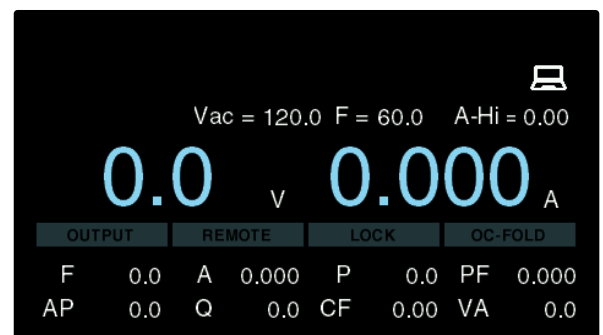 Vac = 120.0 F = 60.0 A-Hi = 0.00
0.0 V 0.000 A
OUTPUT REMOTE LOCK OC-FOLD
F 0.0 A 0.000 P 0.0 PF 0.000
AP 0.0 Q 0.0 CF 0.00 VA 0.0